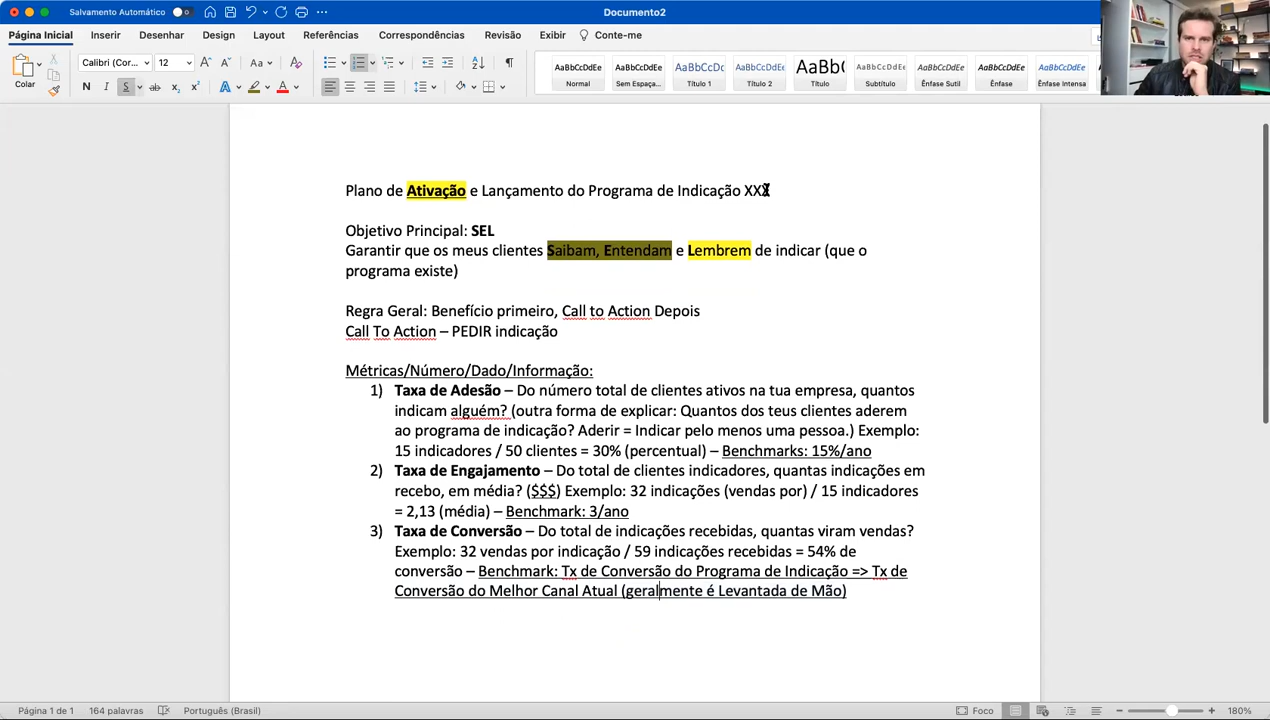 Salvamento Automático
Documento2
Página Inicial Inserir Desenhar Design Layout Referências Correspondências Revisão Exibir Conte-me
Colar
Calibri (Cor... 12
AaBbCcDdEe Normal
AaBbCcDdEe Sem Espaça...
AaBbCcDc Título 1
AaBbCcDdE Título 2
AaBb( Título
AaBbCcDdEe Subtítulo
AaBbCcDdEe Ênfase Sutil
AaBbCcDdEe Ênfase
AaBbCcDdEe Ênfase Intensa
Plano de Ativação e Lançamento do Programa de Indicação XXX
Objetivo Principal: SEL
Garantir que os meus clientes Saibam, Entendam e Lembrem de indicar (que o
programa existe)
Regra Geral: Benefício primeiro, Call to Action Depois
Call To Action – PEDIR indicação
Métricas/Número/Dado/Informação:
1) Taxa de Adesão – Do número total de clientes ativos na tua empresa, quantos
indicam alguém? (outra forma de explicar: Quantos dos teus clientes aderem
ao programa de indicação? Aderir = Indicar pelo menos uma pessoa.) Exemplo:
15 indicadores / 50 clientes = 30% (percentual) – Benchmarks: 15%/ano
2) Taxa de Engajamento – Do total de clientes indicadores, quantas indicações em
recebo, em média? ($$$) Exemplo: 32 indicações (vendas por) / 15 indicadores
= 2,13 (média) – Benchmark: 3/ano
3) Taxa de Conversão – Do total de indicações recebidas, quantas viram vendas?
Exemplo: 32 vendas por indicação / 59 indicações recebidas = 54% de
conversão – Benchmark: Tx de Conversão do Programa de Indicação => Tx de
Conversão do Melhor Canal Atual (geralmente é Levantada de Mão)
Página 1 de 1 164 palavras Português (Brasil) Foco 180%